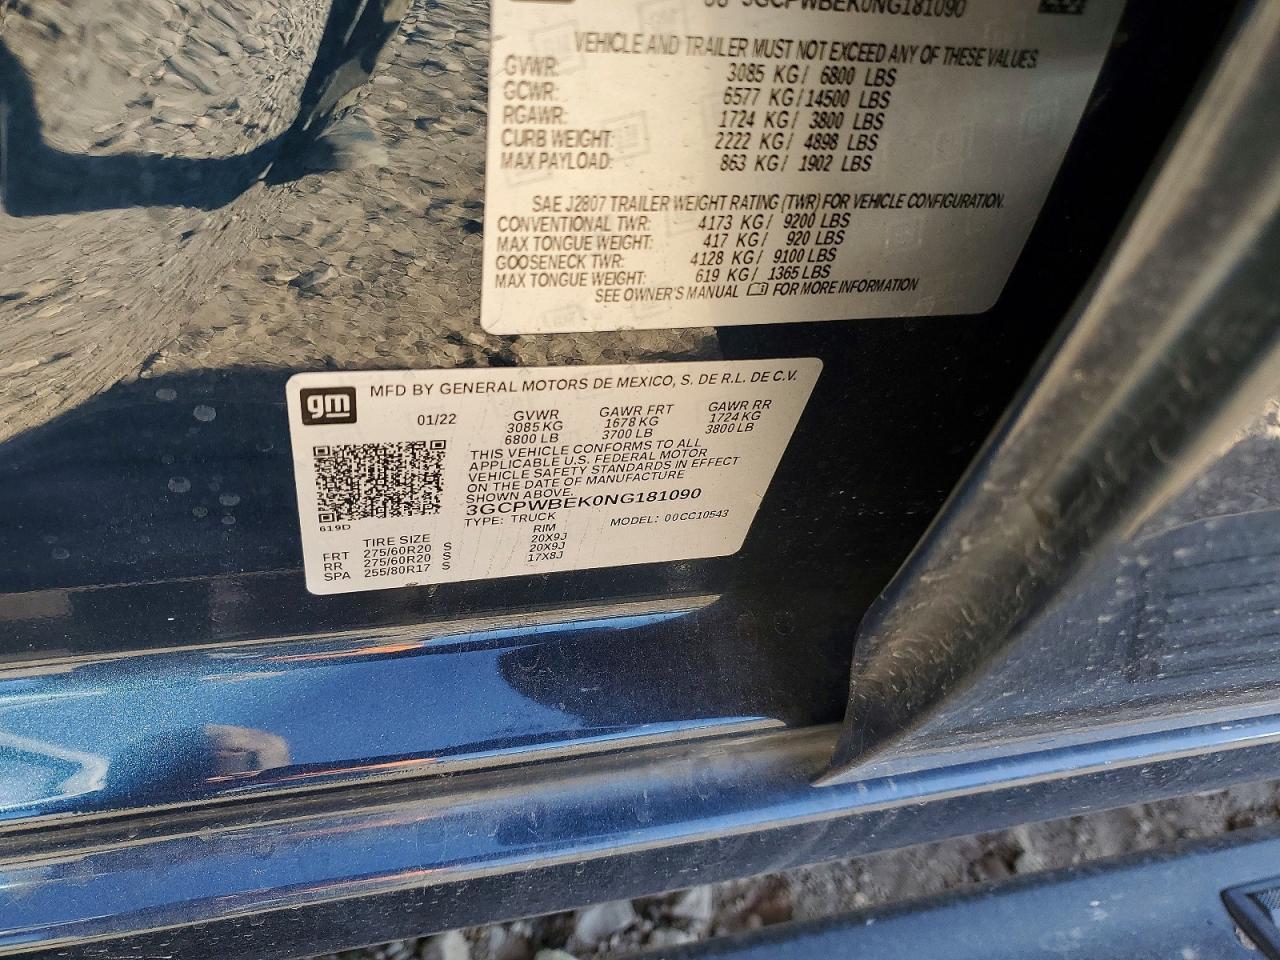 3GCPWBEK0NG181090
VEHICLE AND TRAILER MUST NOT EXCEED ANY OF THESE VALUES
GVWR: 3085 KG/ 6800 LBS
GCWR: 6577 KG/14500 LBS
RGAWR: 1724 KG/ 3800 LBS
CURB WEIGHT: 2222 KG/ 4898 LBS
MAX PAYLOAD: 863 KG/ 1902 LBS
SAE J2807 TRAILER WEIGHT RATING (TWR) FOR VEHICLE CONFIGURATION.
CONVENTIONAL TWR: 4173 KG/ 9200 LBS
MAX TONGUE WEIGHT: 417 KG/ 920 LBS
GOOSENECK TWR: 4128 KG/ 9100 LBS
MAX TONGUE WEIGHT: 619 KG/ 1365 LBS
SEE OWNER'S MANUAL FOR MORE INFORMATION
gm MFD BY GENERAL MOTORS DE MEXICO, S. DE R.L. DE C.V.
01/22 GVWR GAWR FRT GAWR RR
3085 KG 1678 KG 1724 KG
6800 LB 3700 LB 3800 LB
THIS VEHICLE CONFORMS TO ALL
APPLICABLE U.S. FEDERAL MOTOR
VEHICLE SAFETY STANDARDS IN EFFECT
ON THE DATE OF MANUFACTURE
SHOWN ABOVE.
3GCPWBEK0NG181090
TYPE: TRUCK MODEL: 00CC10543
619D
TIRE SIZE RIM
FRT 275/60R20 S 20X9J
RR 275/60R20 S 20X9J
SPA 255/80R17 S 17X8J